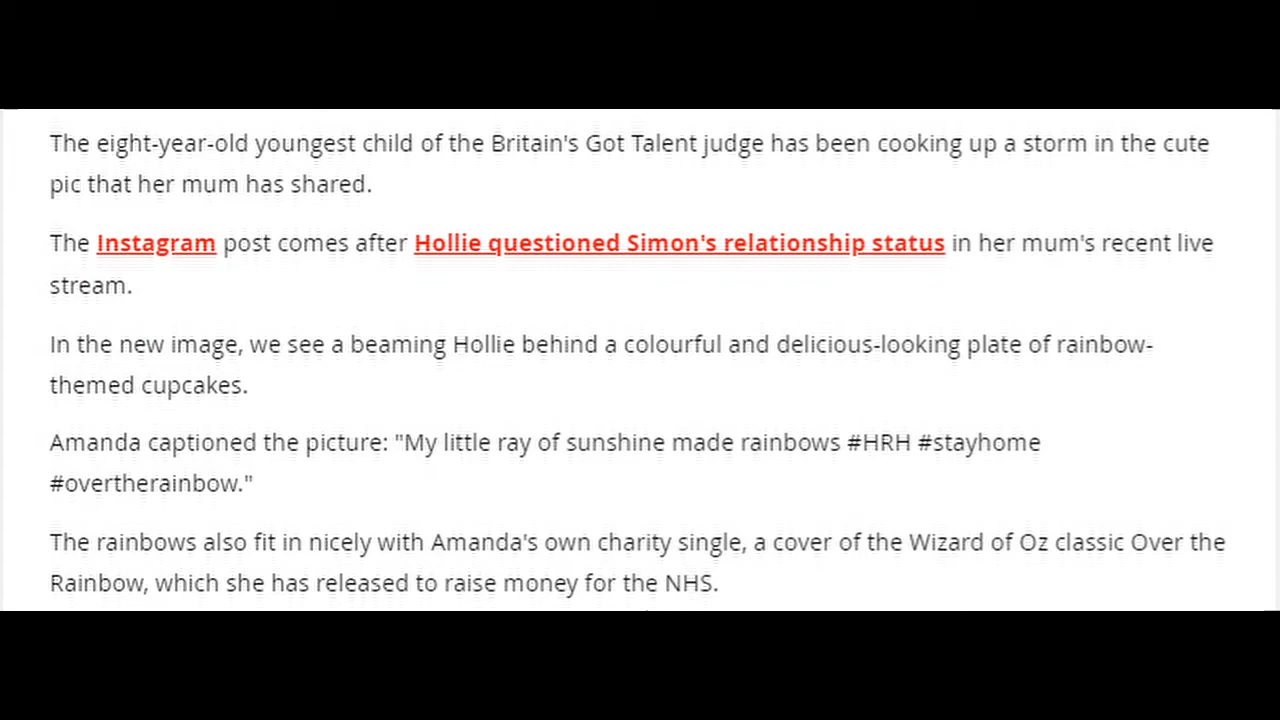 The eight-year-old youngest child of the Britain's Got Talent judge has been cooking up a storm in the cute
pic that her mum has shared.
The Instagram post comes after Hollie questioned Simon's relationship status in her mum's recent live
stream.
In the new image, we see a beaming Hollie behind a colourful and delicious-looking plate of rainbow-
themed cupcakes.
Amanda captioned the picture: "My little ray of sunshine made rainbows #HRH #stayhome
#overtherainbow."
The rainbows also fit in nicely with Amanda's own charity single, a cover of the Wizard of Oz classic Over the
Rainbow, which she has released to raise money for the NHS.